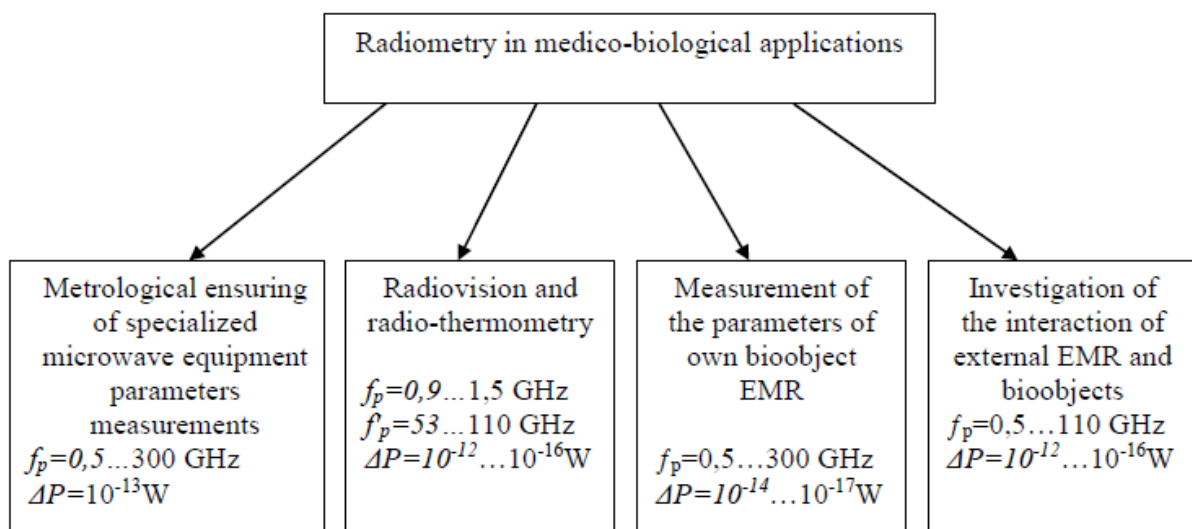 Radiometry in medico-biological applications
Metrological ensuring
of specialized
microwave equipment
parameters
measurements
fₚ=0,5...300 GHz
ΔP=10⁻¹³W
Radiovision and
radio-thermometry
fₚ=0,9...1,5 GHz
fₚ=53...110 GHz
ΔP=10⁻¹²...10⁻¹⁶W
Measurement of
the parameters of
own bioobject
EMR
fₚ=0,5...300 GHz
ΔP=10⁻¹⁴...10⁻¹⁷W
Investigation of
the interaction of
external EMR and
bioobjects
fₚ=0,5...110 GHz
ΔP=10⁻¹²...10⁻¹⁶W